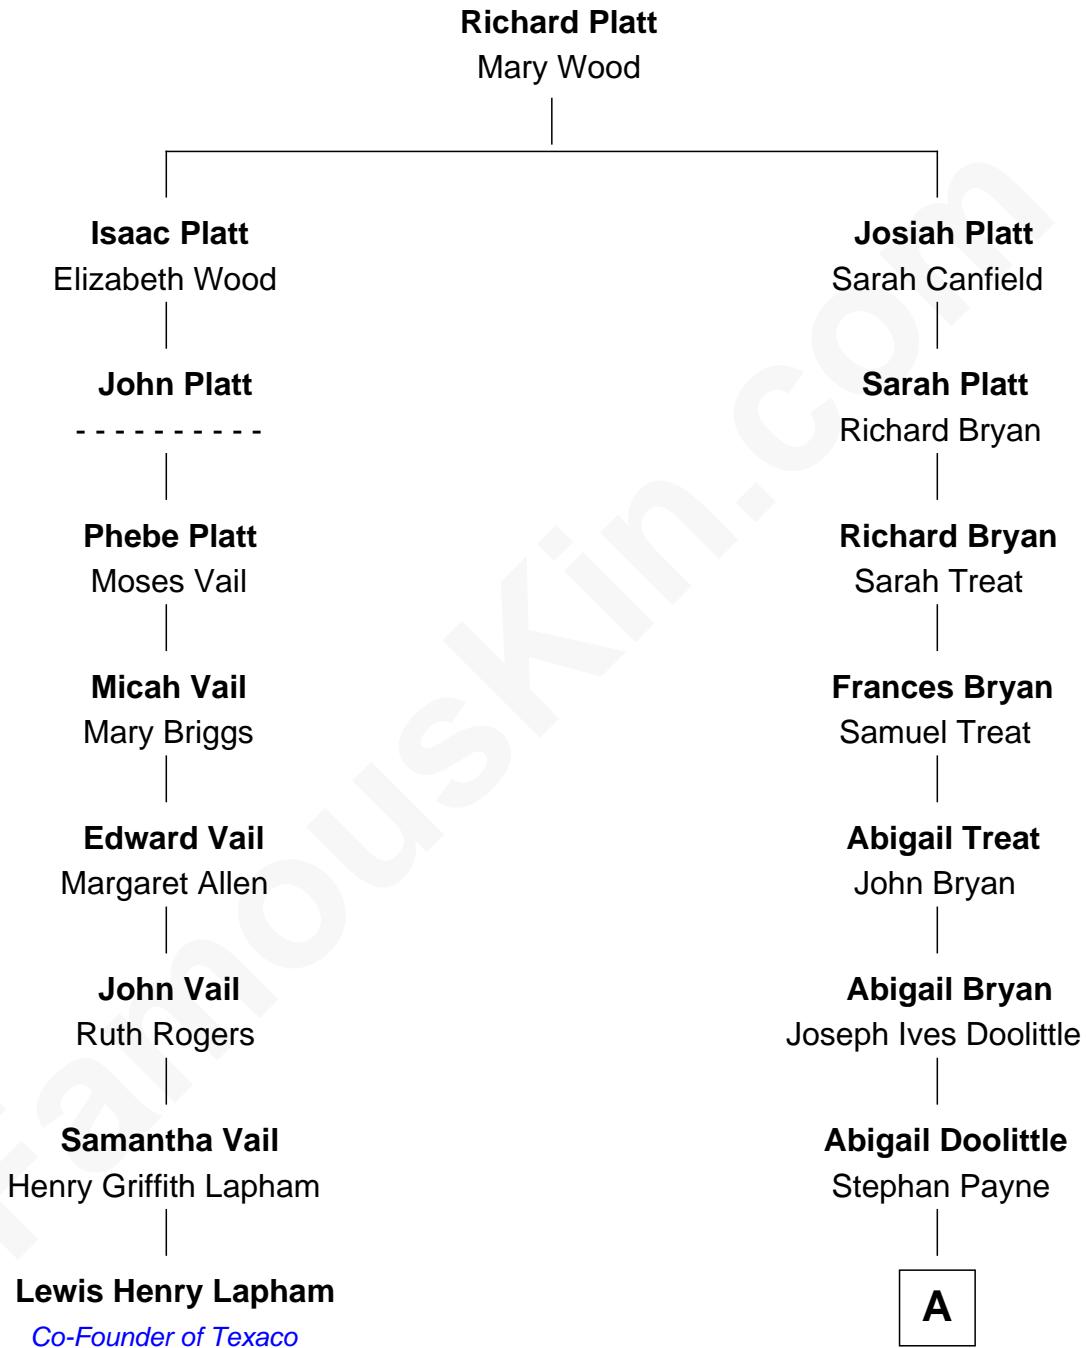 Richard Platt
Mary Wood
Isaac Platt
Elizabeth Wood
Josiah Platt
Sarah Canfield
John Platt
- - - - - - - - - -
Sarah Platt
Richard Bryan
Phebe Platt
Moses Vail
Richard Bryan
Sarah Treat
Micah Vail
Mary Briggs
Frances Bryan
Samuel Treat
Edward Vail
Margaret Allen
Abigail Treat
John Bryan
John Vail
Ruth Rogers
Abigail Bryan
Joseph Ives Doolittle
Samantha Vail
Henry Griffith Lapham
Abigail Doolittle
Stephan Payne
Lewis Henry Lapham
Co-Founder of Texaco
A
FamousKin.com